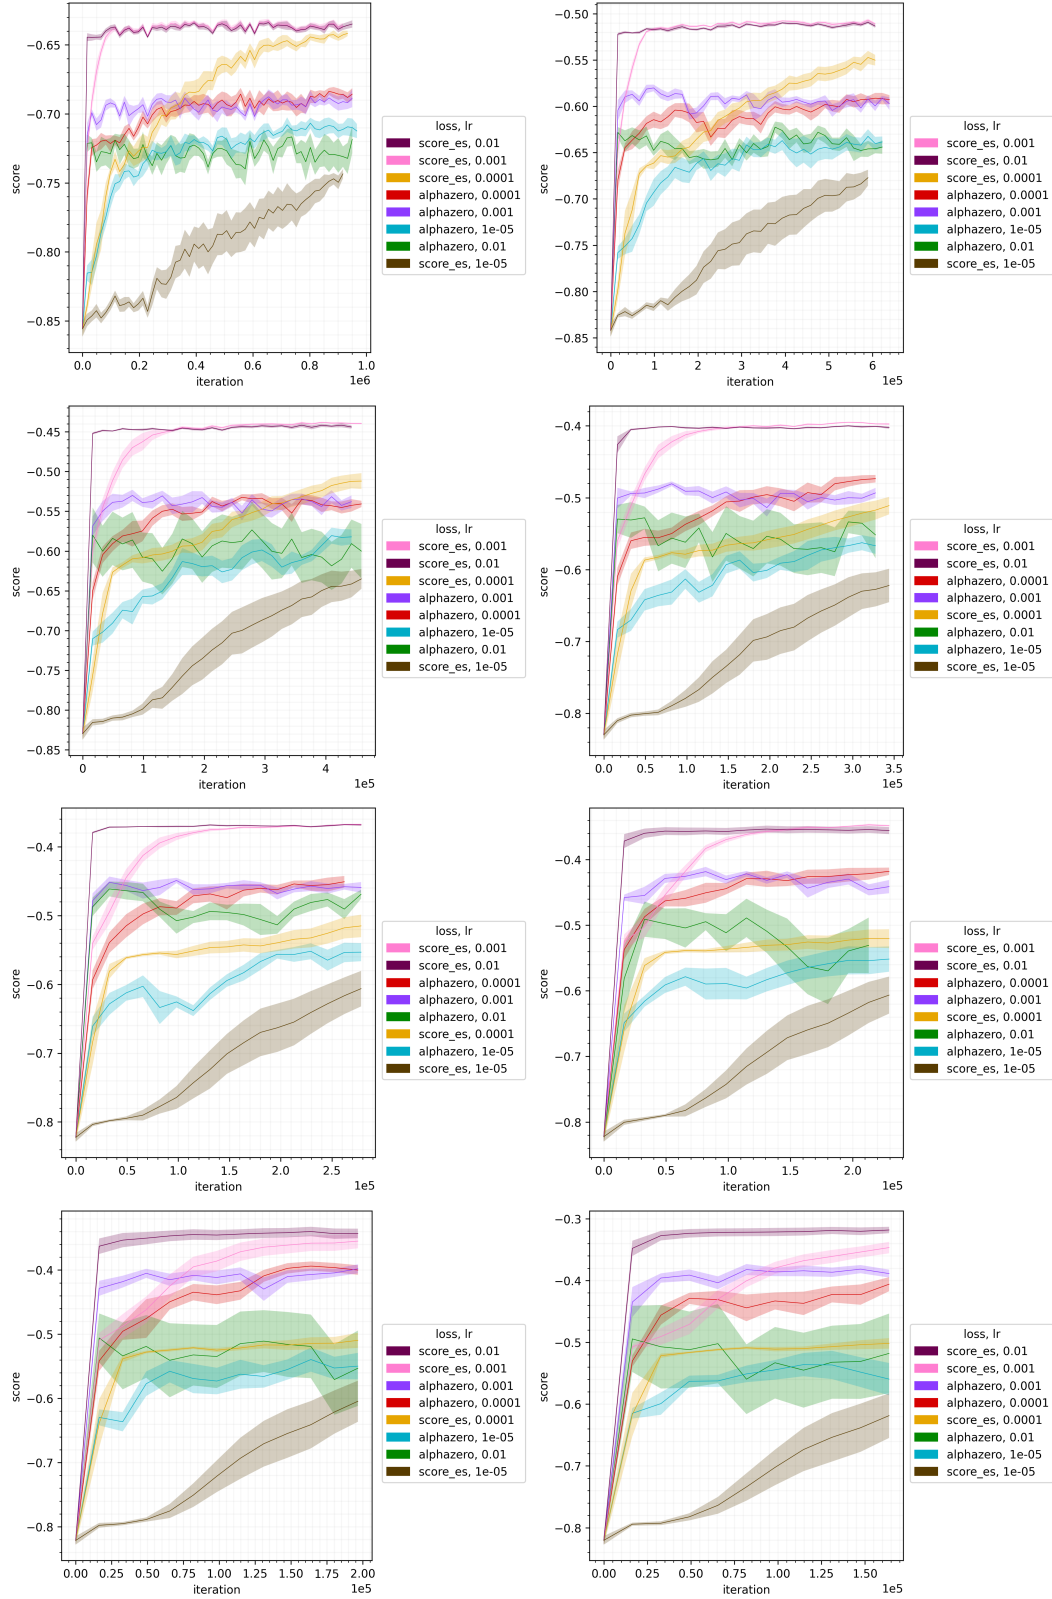 −0.65
−0.70
−0.75
−0.80
−0.85
score
0.0 0.2 0.4 0.6 0.8 1.0
iteration
1e6
loss, lr
score_es, 0.01
score_es, 0.001
score_es, 0.0001
alphazero, 0.0001
alphazero, 0.001
alphazero, 1e-05
alphazero, 0.01
score_es, 1e-05
−0.50
−0.55
−0.60
−0.65
−0.70
−0.75
−0.80
−0.85
score
0 1 2 3 4 5 6
iteration
1e5
loss, lr
score_es, 0.001
score_es, 0.01
score_es, 0.0001
alphazero, 0.0001
alphazero, 0.001
alphazero, 1e-05
alphazero, 0.01
score_es, 1e-05
−0.45
−0.50
−0.55
−0.60
−0.65
−0.70
−0.75
−0.80
−0.85
score
0 1 2 3 4
iteration
1e5
loss, lr
score_es, 0.001
score_es, 0.01
score_es, 0.0001
alphazero, 0.001
alphazero, 0.0001
alphazero, 1e-05
alphazero, 0.01
score_es, 1e-05
−0.4
−0.5
−0.6
−0.7
−0.8
score
0.0 0.5 1.0 1.5 2.0 2.5 3.0 3.5
iteration
1e5
loss, lr
score_es, 0.001
score_es, 0.01
alphazero, 0.0001
alphazero, 0.001
score_es, 0.0001
alphazero, 0.01
alphazero, 1e-05
score_es, 1e-05
−0.4
−0.5
−0.6
−0.7
−0.8
score
0.0 0.5 1.0 1.5 2.0 2.5
iteration
1e5
loss, lr
score_es, 0.001
score_es, 0.01
alphazero, 0.0001
alphazero, 0.001
alphazero, 0.01
score_es, 0.0001
alphazero, 1e-05
score_es, 1e-05
−0.4
−0.5
−0.6
−0.7
−0.8
score
0.0 0.5 1.0 1.5 2.0
iteration
1e5
loss, lr
score_es, 0.001
score_es, 0.01
alphazero, 0.0001
alphazero, 0.001
score_es, 0.0001
alphazero, 0.01
alphazero, 1e-05
score_es, 1e-05
−0.4
−0.5
−0.6
−0.7
−0.8
score
0.00 0.25 0.50 0.75 1.00 1.25 1.50 1.75 2.00
iteration
1e5
loss, lr
score_es, 0.01
score_es, 0.001
alphazero, 0.001
alphazero, 0.0001
score_es, 0.0001
alphazero, 1e-05
alphazero, 0.01
score_es, 1e-05
−0.3
−0.4
−0.5
−0.6
−0.7
−0.8
score
0.00 0.25 0.50 0.75 1.00 1.25 1.50
iteration
1e5
loss, lr
score_es, 0.01
score_es, 0.001
alphazero, 0.001
alphazero, 0.0001
score_es, 0.0001
alphazero, 0.01
alphazero, 1e-05
score_es, 1e-05